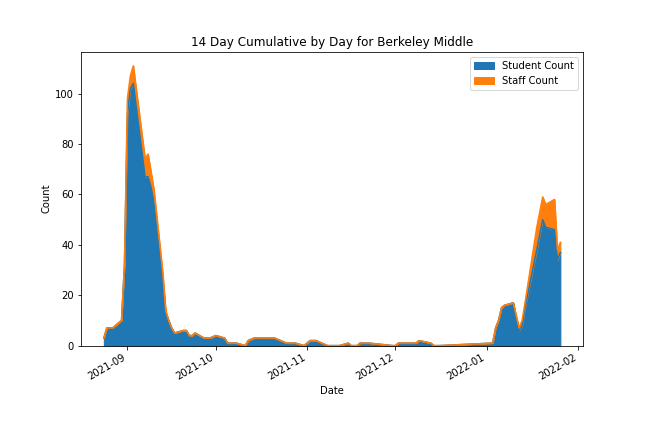 14 Day Cumulative by Day for Berkeley Middle
Student Count
Staff Count
Count
100
80
60
40
20
0
2021-09
2021-10
2021-11
2021-12
2022-01
2022-02
Date